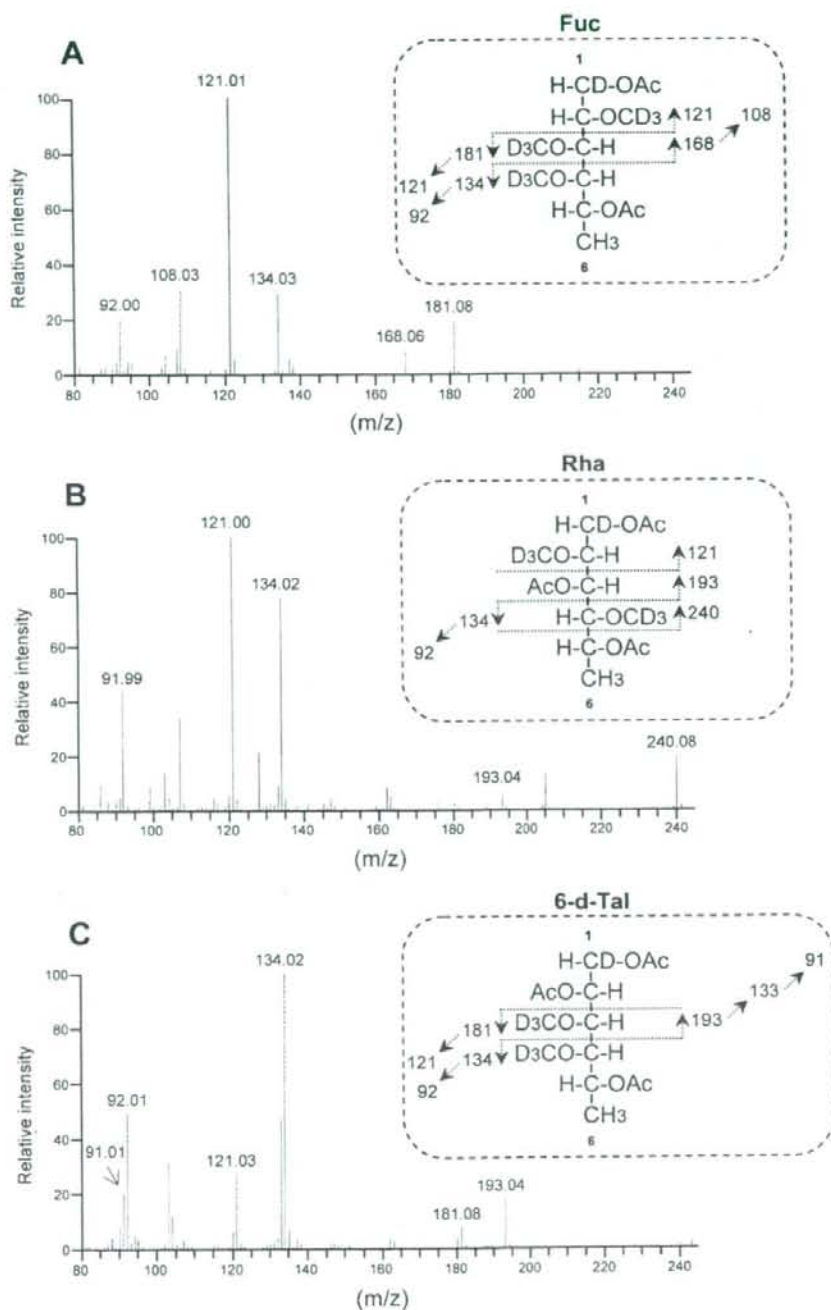 A
Fuc
1
H-CD-OAc
H-C-OCD3
121
108
D3CO-C-H
181
168
121
134
D3CO-C-H
92
H-C-OAc
CH3
6
Relative intensity
100
80
60
40
20
0
121.01
92.00
108.03
134.03
168.06
181.08
80 100 120 140 160 180 200 220 240
(m/z)
B
Rha
1
H-CD-OAc
D3CO-C-H
121
AcO-C-H
193
134
H-C-OCD3
240
92
H-C-OAc
CH3
6
Relative intensity
100
80
60
40
20
0
121.00
134.02
91.99
193.04
240.08
80 100 120 140 160 180 200 220 240
(m/z)
C
6-d-Tal
1
H-CD-OAc
91
AcO-C-H
133
181
D3CO-C-H
193
121
134
D3CO-C-H
92
H-C-OAc
CH3
6
Relative intensity
100
80
60
40
20
0
134.02
92.01
91.01
121.03
181.08
193.04
80 100 120 140 160 180 200 220 240
(m/z)